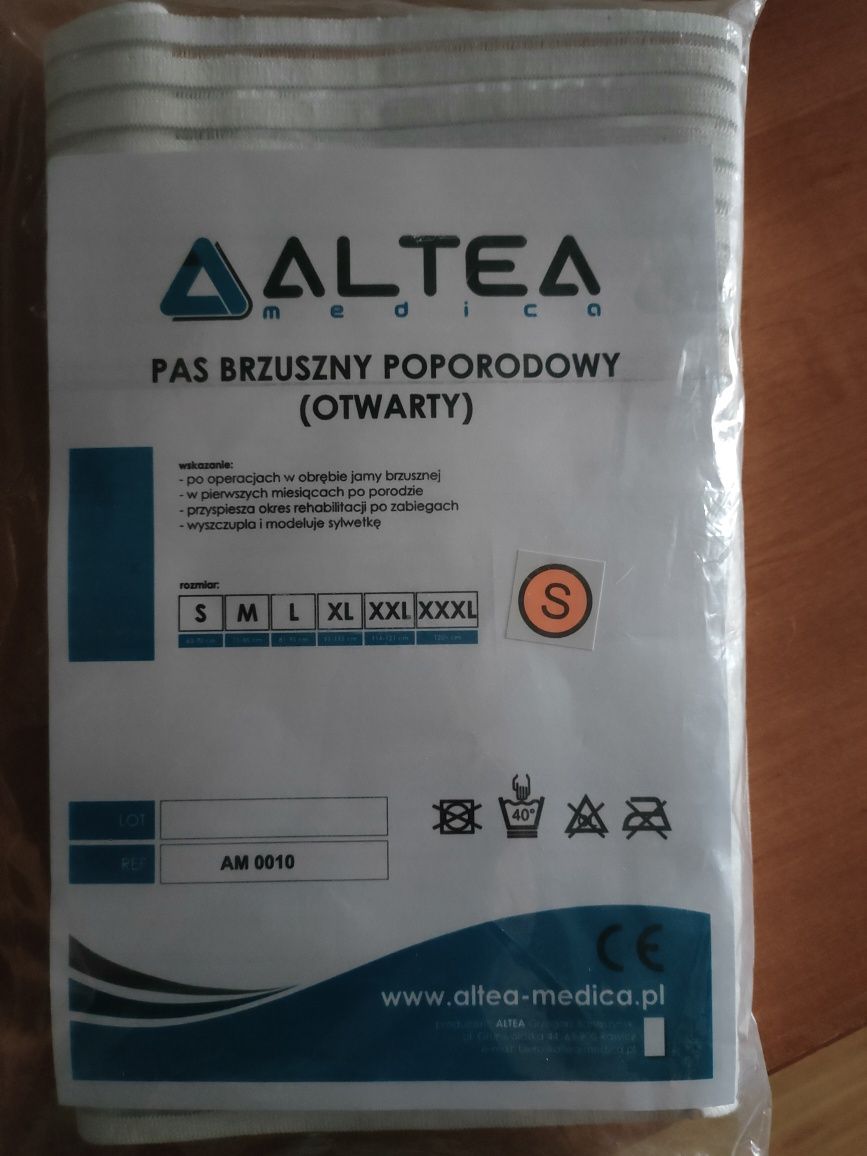 ALTEA
medica
PAS BRZUSZNY POPORODOWY
(OTWARTY)
wskazanie:
- po operacjach w obrębie jamy brzusznej
- w pierwszych miesiącach po porodzie
- przyspiesza okres rehabilitacji po zabiegach
- wyszczupla i modeluje sylwetkę
rozmiar:
S M L XL XXL XXXL
S
LOT
REF AM 0010
40°
CE
www.altea-medica.pl
producent: ALTEA